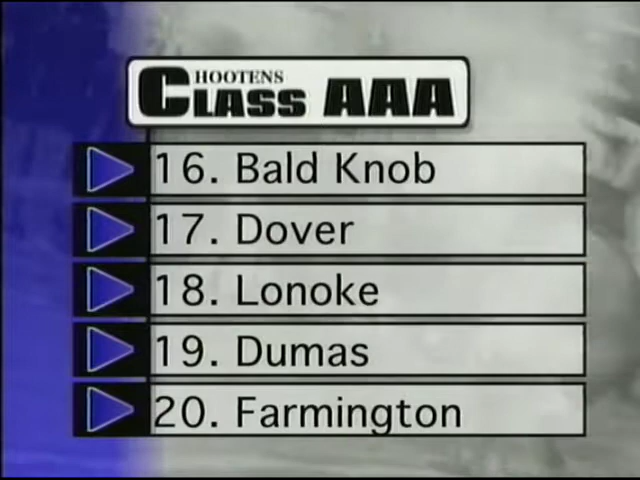 HOOTENS
CLASS AAA
16. Bald Knob
17. Dover
18. Lonoke
19. Dumas
20. Farmington